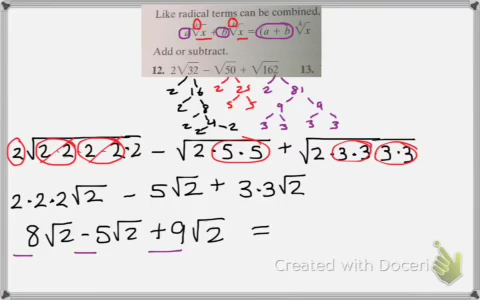 Like radical terms can be combined.
a ᵏ√x + b ᵏ√x = (a + b) ᵏ√x
Add or subtract.
12. 2√32 − √50 + √162 13.
2 16 2 25 2 81
2 8 5 5 9 9
2 4 3 3 3 3
2 2
2√2·2 2·2·2 − √2·5·5 + √2·3·3 3·3
2·2·2√2 − 5√2 + 3·3√2
8√2 − 5√2 + 9√2 =
Created with Doceri